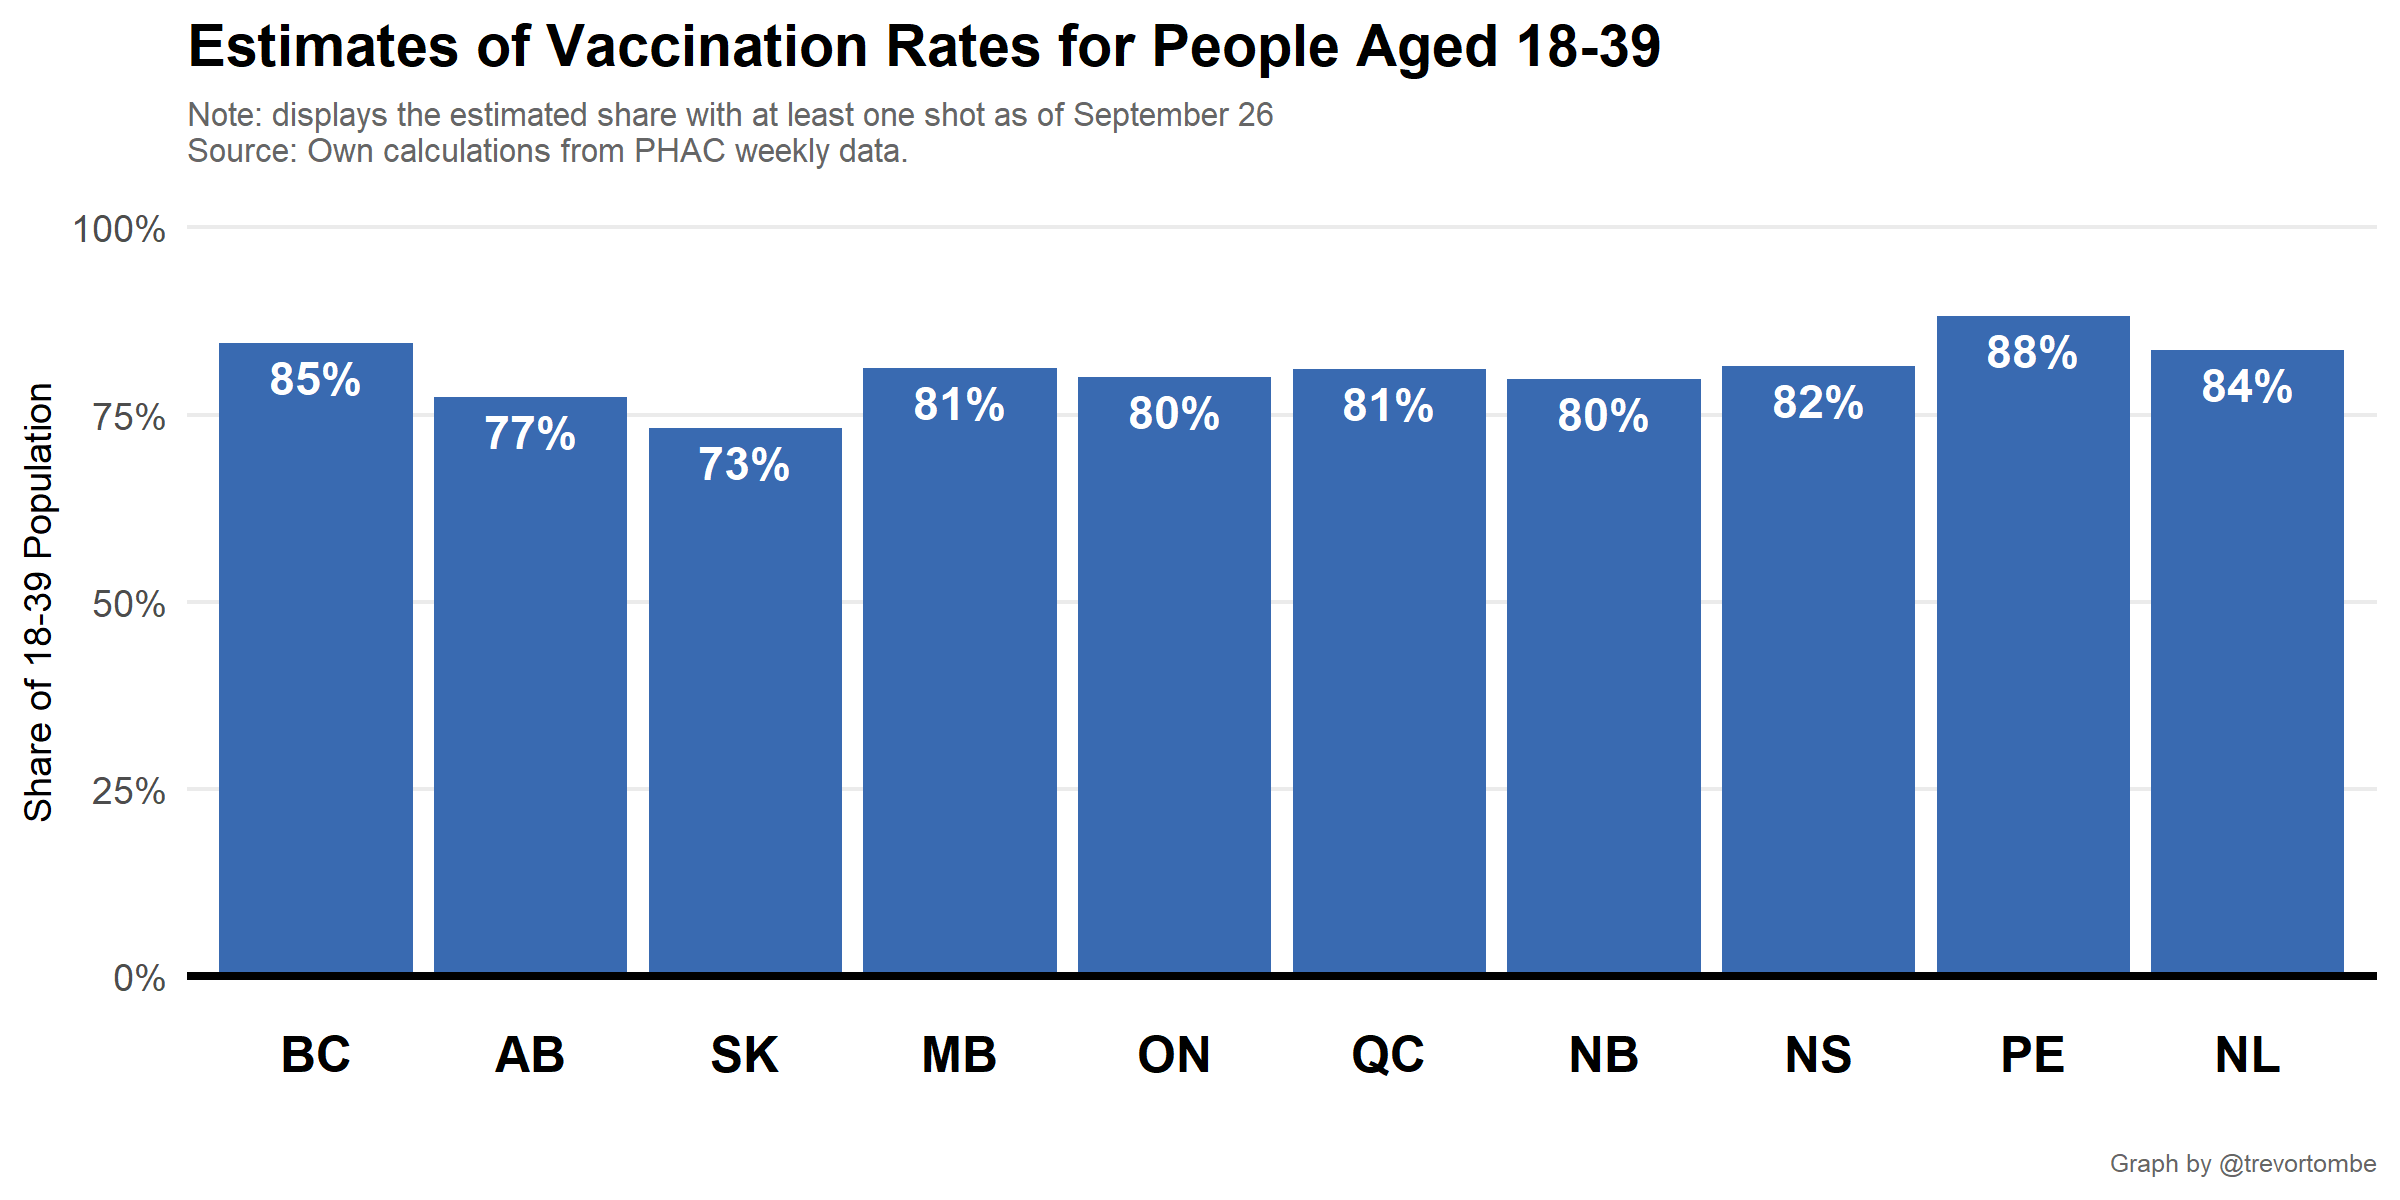 Estimates of Vaccination Rates for People Aged 18-39
Note: displays the estimated share with at least one shot as of September 26
Source: Own calculations from PHAC weekly data.
Share of 18-39 Population
100%
75%
50%
25%
0%
85%
77%
73%
81%
80%
81%
80%
82%
88%
84%
BC
AB
SK
MB
ON
QC
NB
NS
PE
NL
Graph by @trevortombe